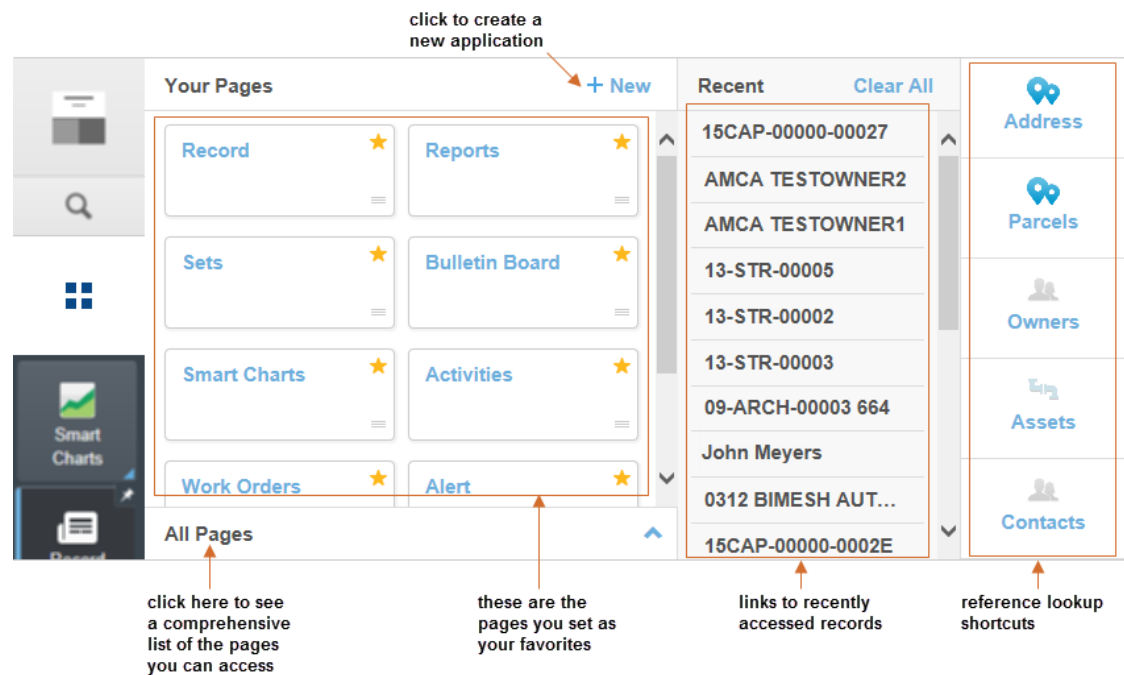 click to create a
new application
Your Pages
+ New
Recent
Clear All
Record
Reports
Sets
Bulletin Board
Smart Charts
Activities
Work Orders
Alert
All Pages
15CAP-00000-00027
AMCA TESTOWNER2
AMCA TESTOWNER1
13-STR-00005
13-STR-00002
13-STR-00003
09-ARCH-00003 664
John Meyers
0312 BIMESH AUT...
15CAP-00000-0002E
Address
Parcels
Owners
Assets
Contacts
Smart
Charts
Record
click here to see
a comprehensive
list of the pages
you can access
these are the
pages you set as
your favorites
links to recently
accessed records
reference lookup
shortcuts